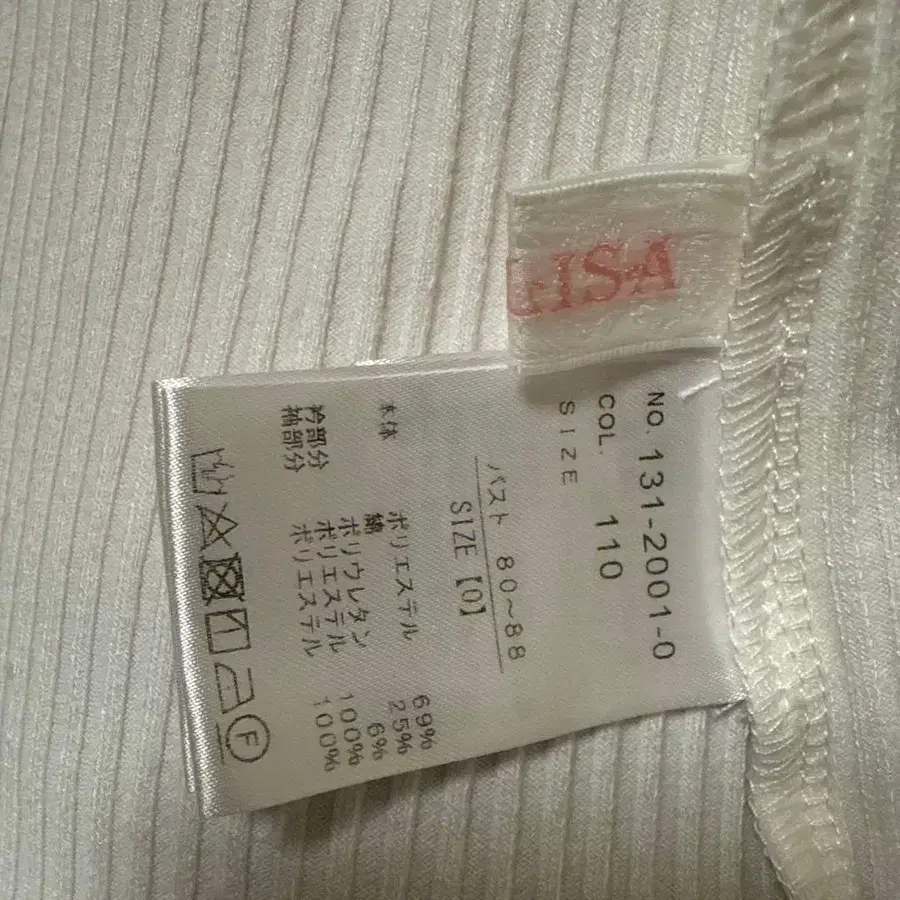 ISA
NO. 131-2001-0
COL. 110
SIZE
バスト 80～88
SIZE【0】
本体 ポリエステル 69%
綿 25%
ポリウレタン 6%
衿部分 ポリエステル 100%
袖部分 ポリエステル 100%
F